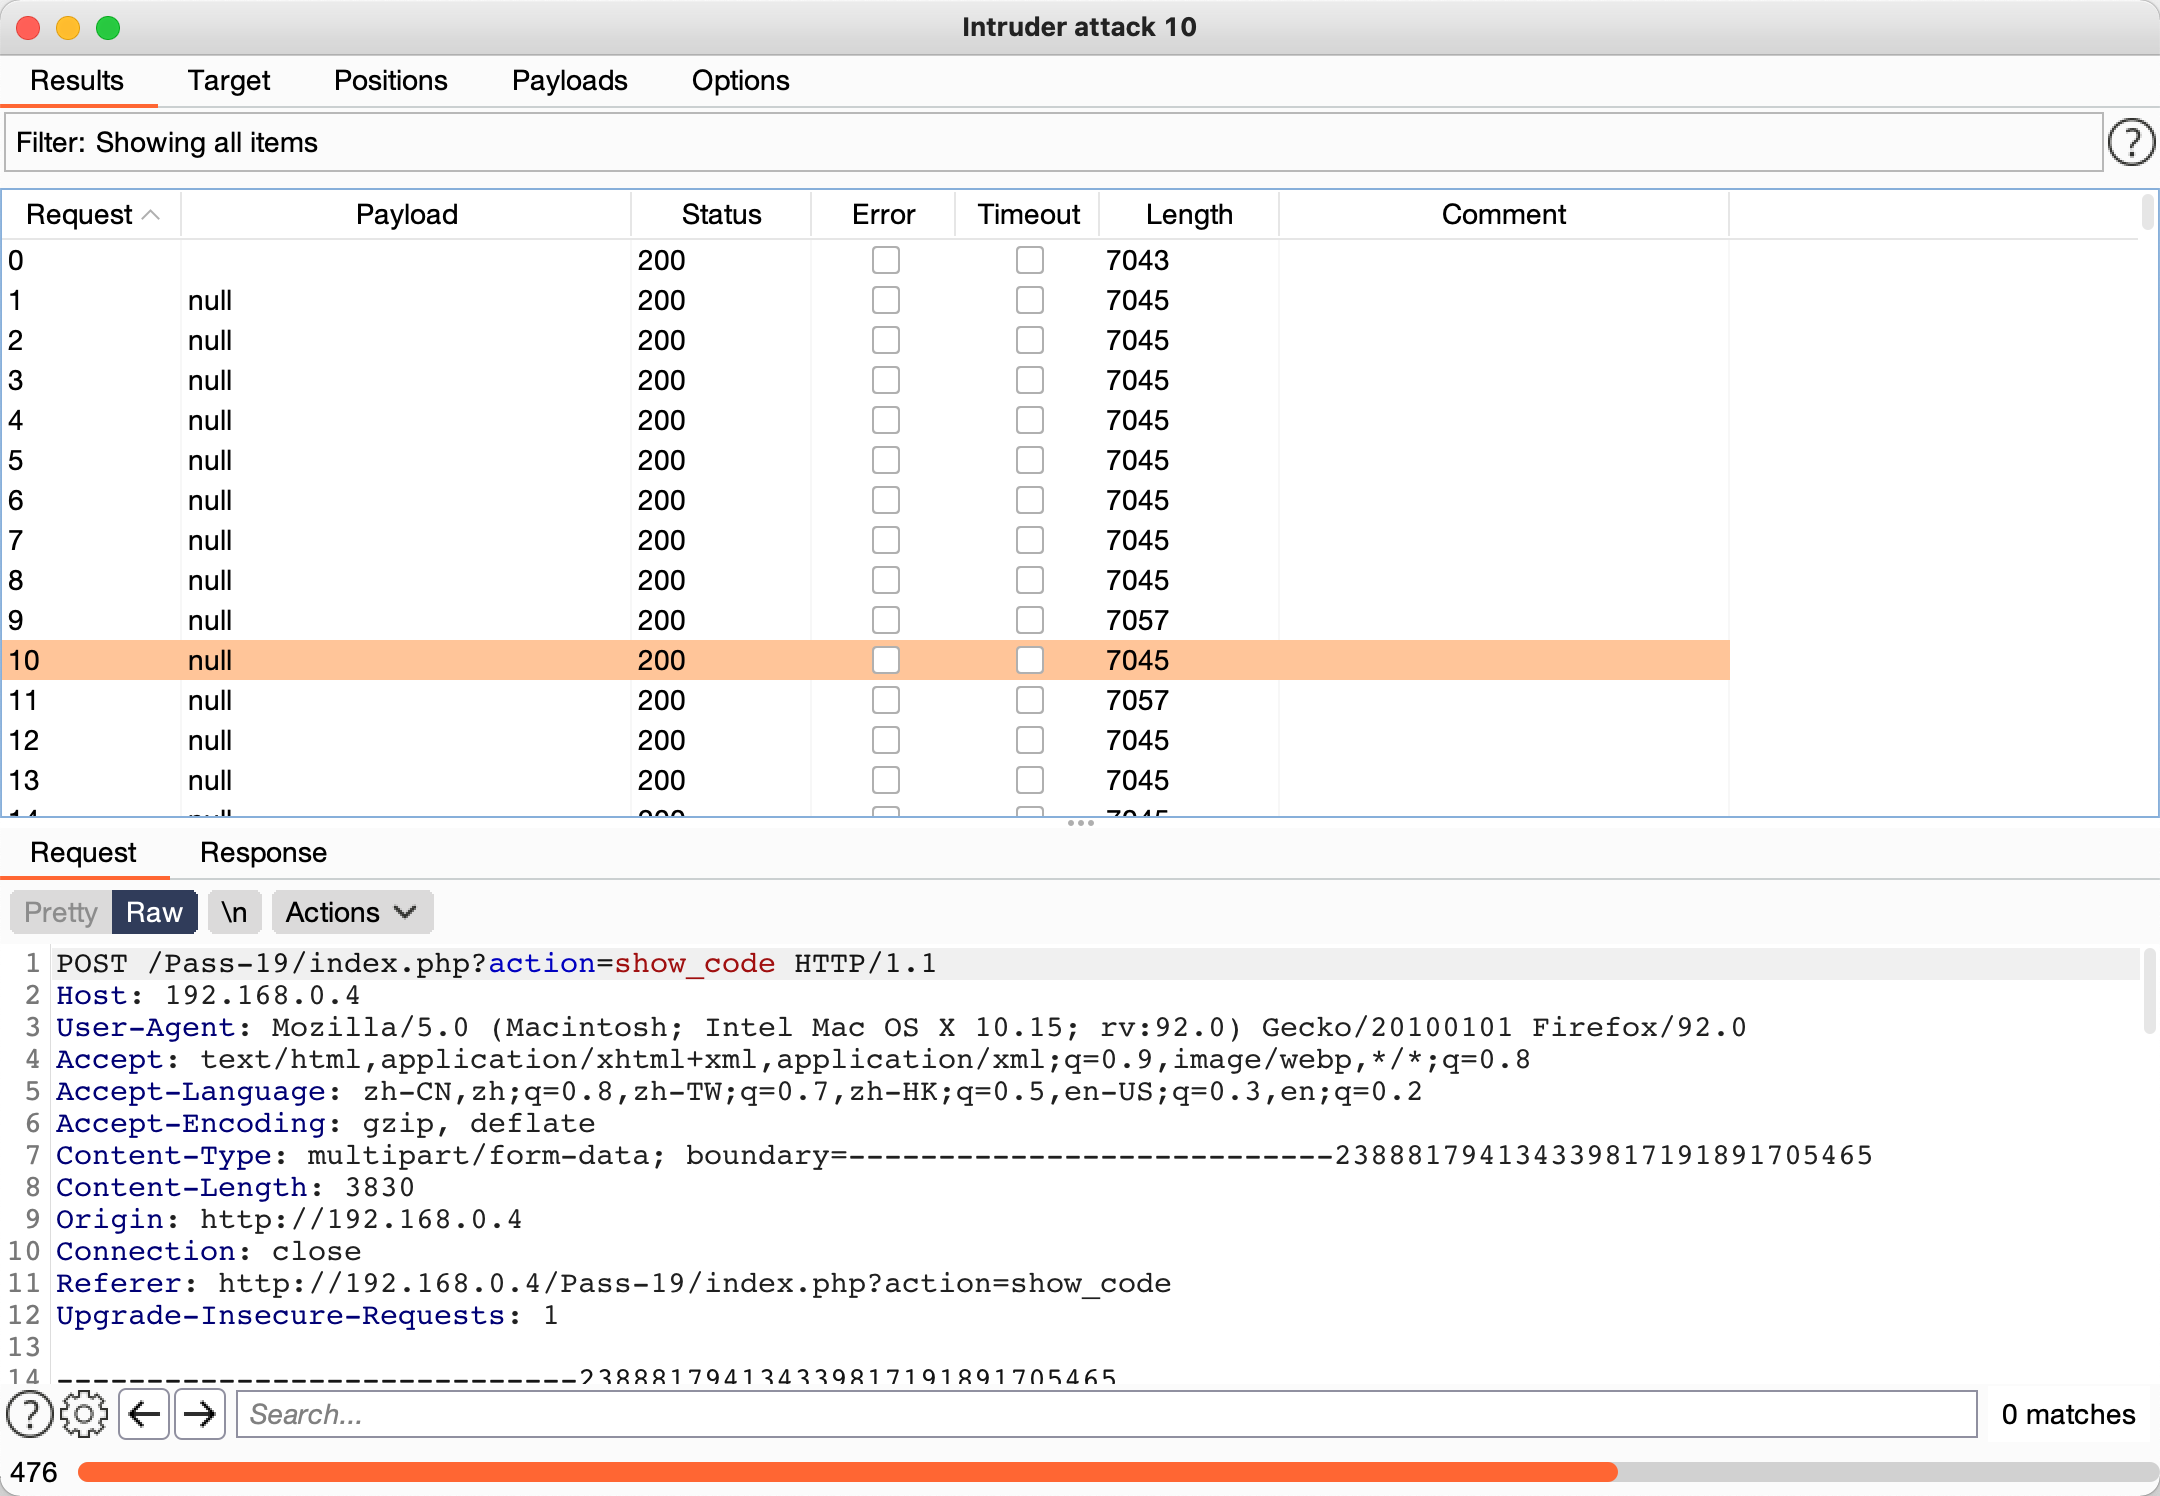 Intruder attack 10
Results Target Positions Payloads Options
Filter: Showing all items
?
Request Payload Status Error Timeout Length Comment
0 200 7043
1 null 200 7045
2 null 200 7045
3 null 200 7045
4 null 200 7045
5 null 200 7045
6 null 200 7045
7 null 200 7045
8 null 200 7045
9 null 200 7057
10 null 200 7045
11 null 200 7057
12 null 200 7045
13 null 200 7045
14 null 200 7045
Request Response
Pretty Raw \n Actions
1 POST /Pass-19/index.php?action=show_code HTTP/1.1
2 Host: 192.168.0.4
3 User-Agent: Mozilla/5.0 (Macintosh; Intel Mac OS X 10.15; rv:92.0) Gecko/20100101 Firefox/92.0
4 Accept: text/html,application/xhtml+xml,application/xml;q=0.9,image/webp,*/*;q=0.8
5 Accept-Language: zh-CN,zh;q=0.8,zh-TW;q=0.7,zh-HK;q=0.5,en-US;q=0.3,en;q=0.2
6 Accept-Encoding: gzip, deflate
7 Content-Type: multipart/form-data; boundary=---------------------------238881794134339817191891705465
8 Content-Length: 3830
9 Origin: http://192.168.0.4
10 Connection: close
11 Referer: http://192.168.0.4/Pass-19/index.php?action=show_code
12 Upgrade-Insecure-Requests: 1
13
14 -----------------------------238881794134339817191891705465
? Search... 0 matches
476